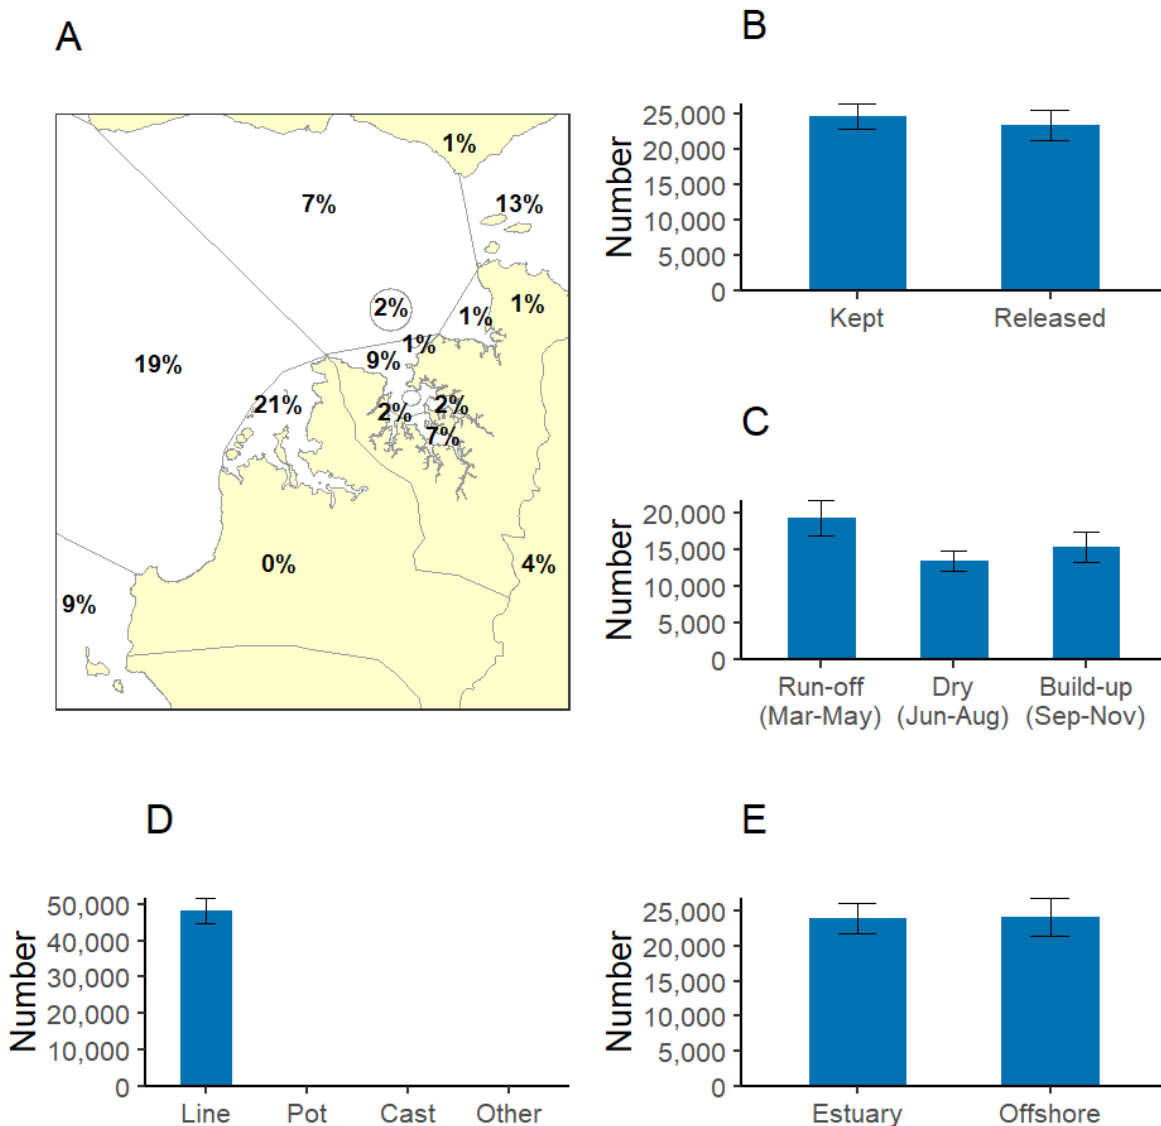 A
1%
7%
13%
2%
1%
1%
1%
9%
19%
21%
2%
2%
7%
0%
4%
9%
B
Number
25,000
20,000
15,000
10,000
5,000
0
Kept Released
C
Number
20,000
15,000
10,000
5,000
0
Run-off Dry Build-up
(Mar-May) (Jun-Aug) (Sep-Nov)
D
Number
50,000
40,000
30,000
20,000
10,000
0
Line Pot Cast Other
E
Number
25,000
20,000
15,000
10,000
5,000
0
Estuary Offshore